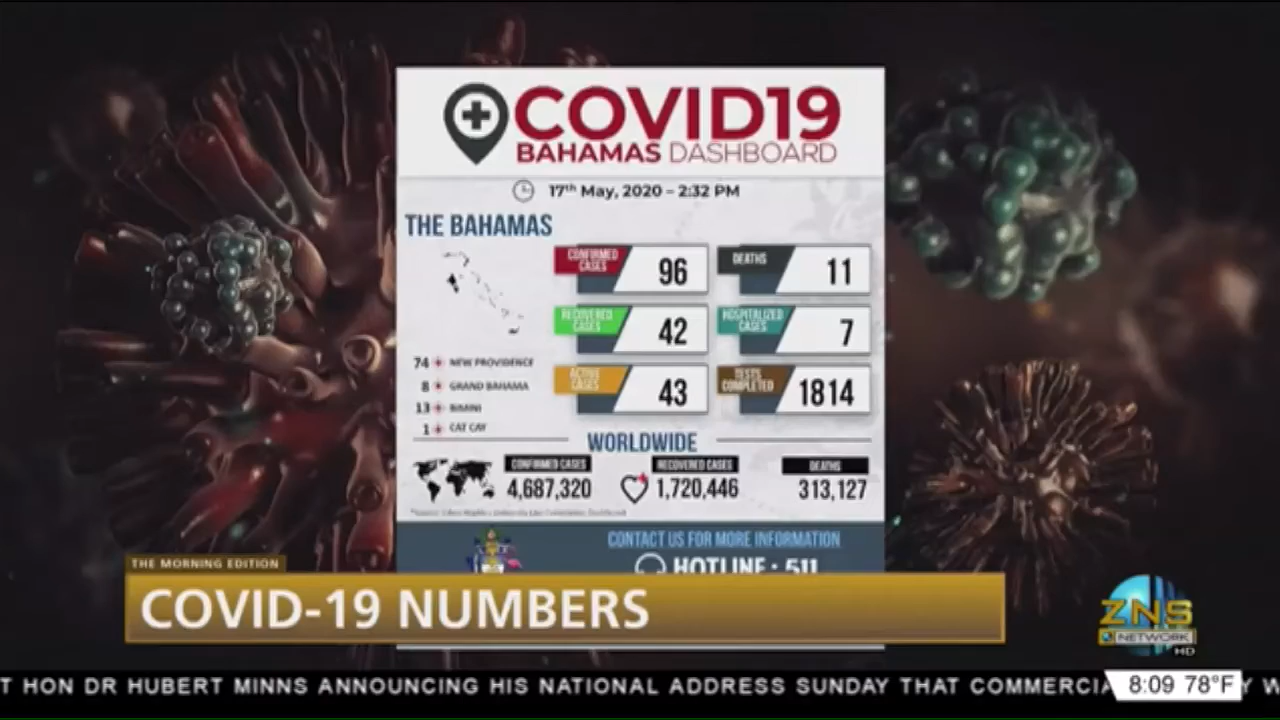 COVID19
BAHAMAS DASHBOARD
17th May, 2020 – 2:32 PM
THE BAHAMAS
CONFIRMED CASES 96
DEATHS 11
RECOVERED CASES 42
HOSPITALIZED CASES 7
ACTIVE CASES 43
TESTS COMPLETED 1814
74 NEW PROVIDENCE
8 GRAND BAHAMA
13 BIMINI
1 CAT CAY
WORLDWIDE
CONFIRMED CASES
4,687,320
RECOVERED CASES
1,720,446
DEATHS
313,127
CONTACT US FOR MORE INFORMATION
HOTLINE : 511
THE MORNING EDITION
COVID-19 NUMBERS
ZNS
NETWORK
HD
T HON DR HUBERT MINNS ANNOUNCING HIS NATIONAL ADDRESS SUNDAY THAT COMMERCIA
8:09 78°F
Y W